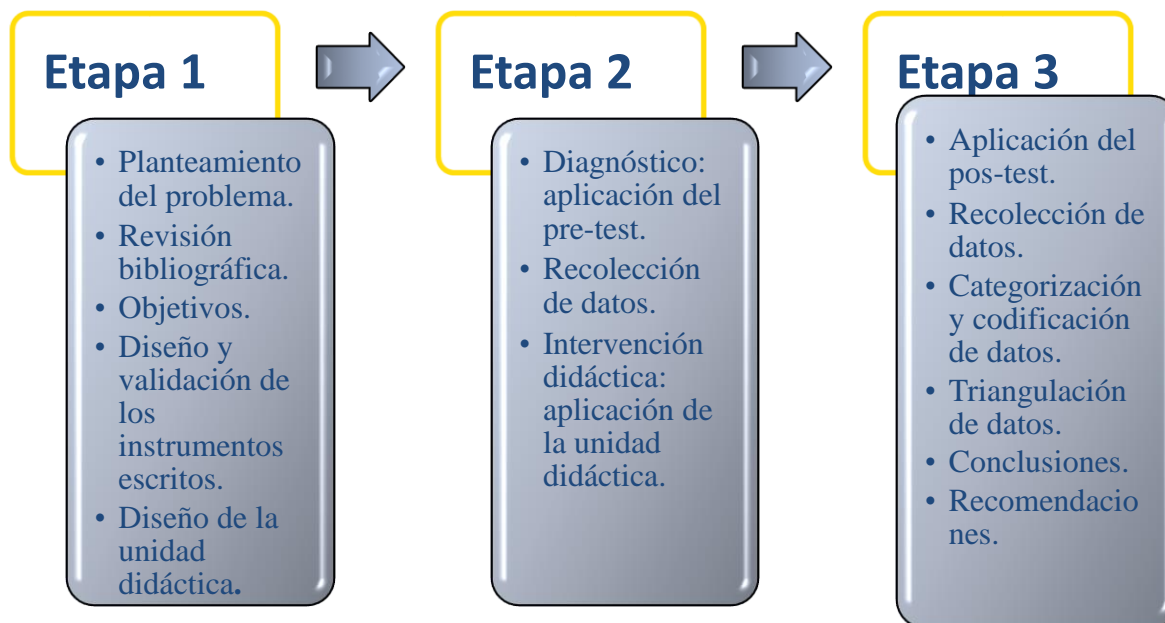 Etapa 1
• Planteamiento
del problema.
• Revisión
bibliográfica.
• Objetivos.
• Diseño y
validación de
los
instrumentos
escritos.
• Diseño de la
unidad
didáctica.
Etapa 2
• Diagnóstico:
aplicación del
pre-test.
• Recolección
de datos.
• Intervención
didáctica:
aplicación de
la unidad
didáctica.
Etapa 3
• Aplicación del
pos-test.
• Recolección de
datos.
• Categorización
y codificación
de datos.
• Triangulación
de datos.
• Conclusiones.
• Recomendacio
nes.